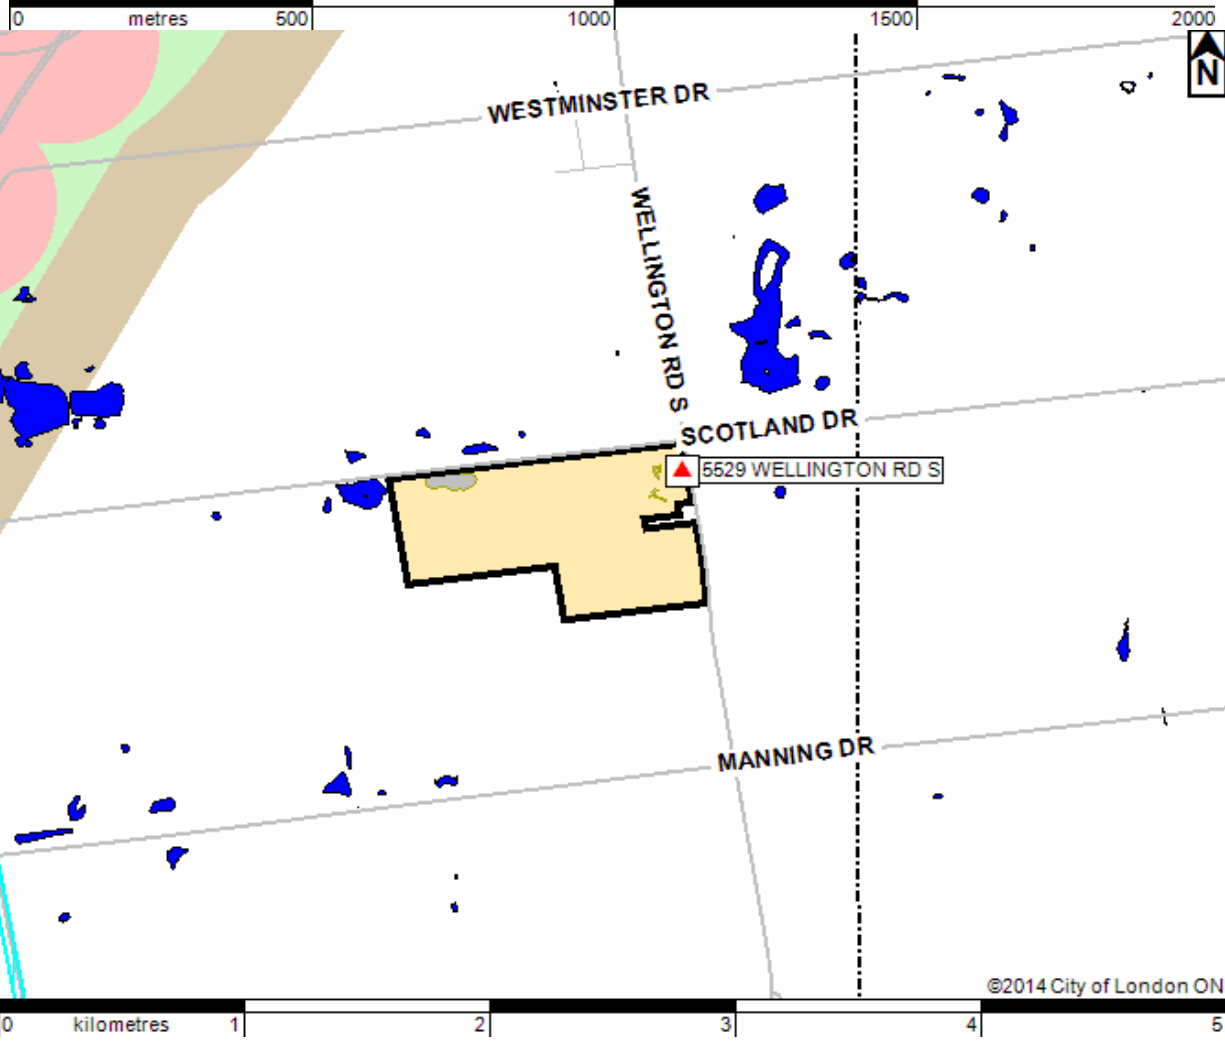 0 metres 500 1000 1500 2000
N
WESTMINSTER DR
WELLINGTON RD S
SCOTLAND DR
5529 WELLINGTON RD S
MANNING DR
©2014 City of London ON
0 kilometres 1 2 3 4 5